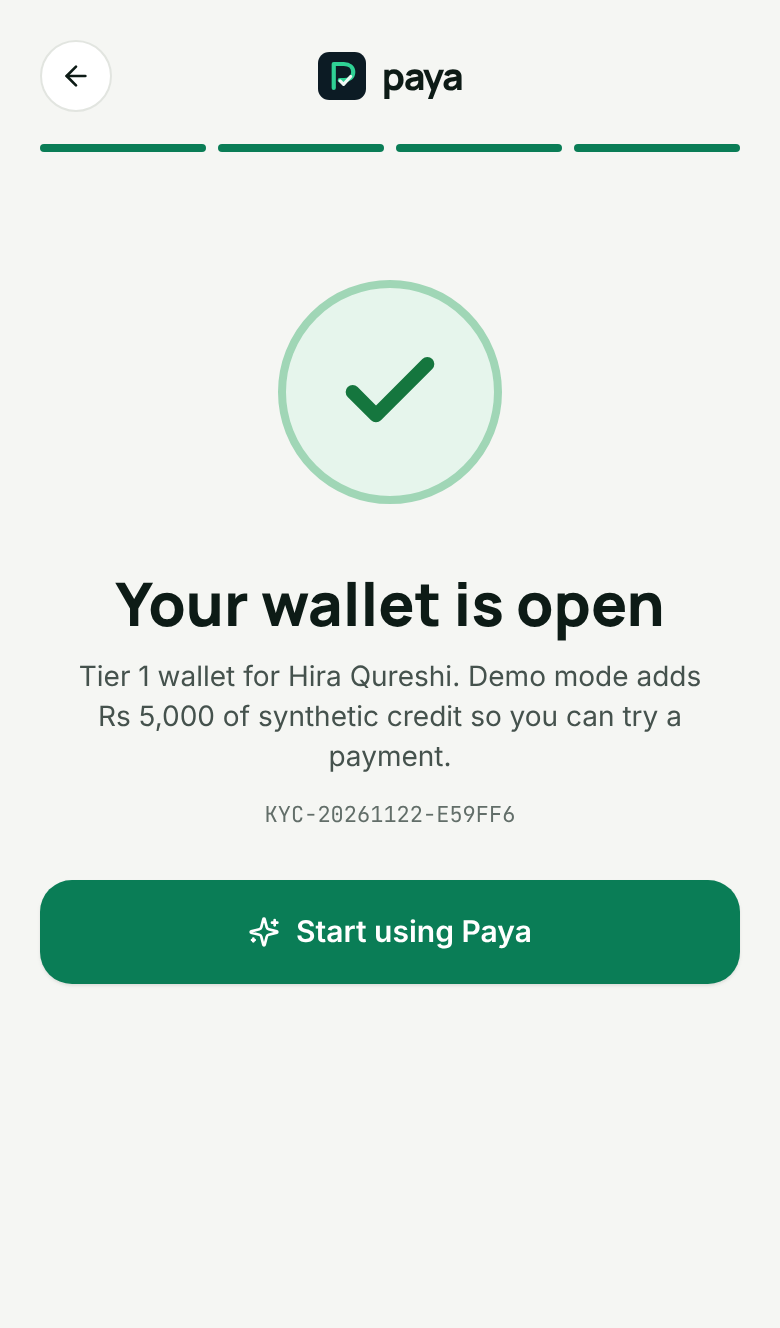 paya
Your wallet is open
Tier 1 wallet for Hira Qureshi. Demo mode adds
Rs 5,000 of synthetic credit so you can try a
payment.
KYC-20261122-E59FF6
Start using Paya